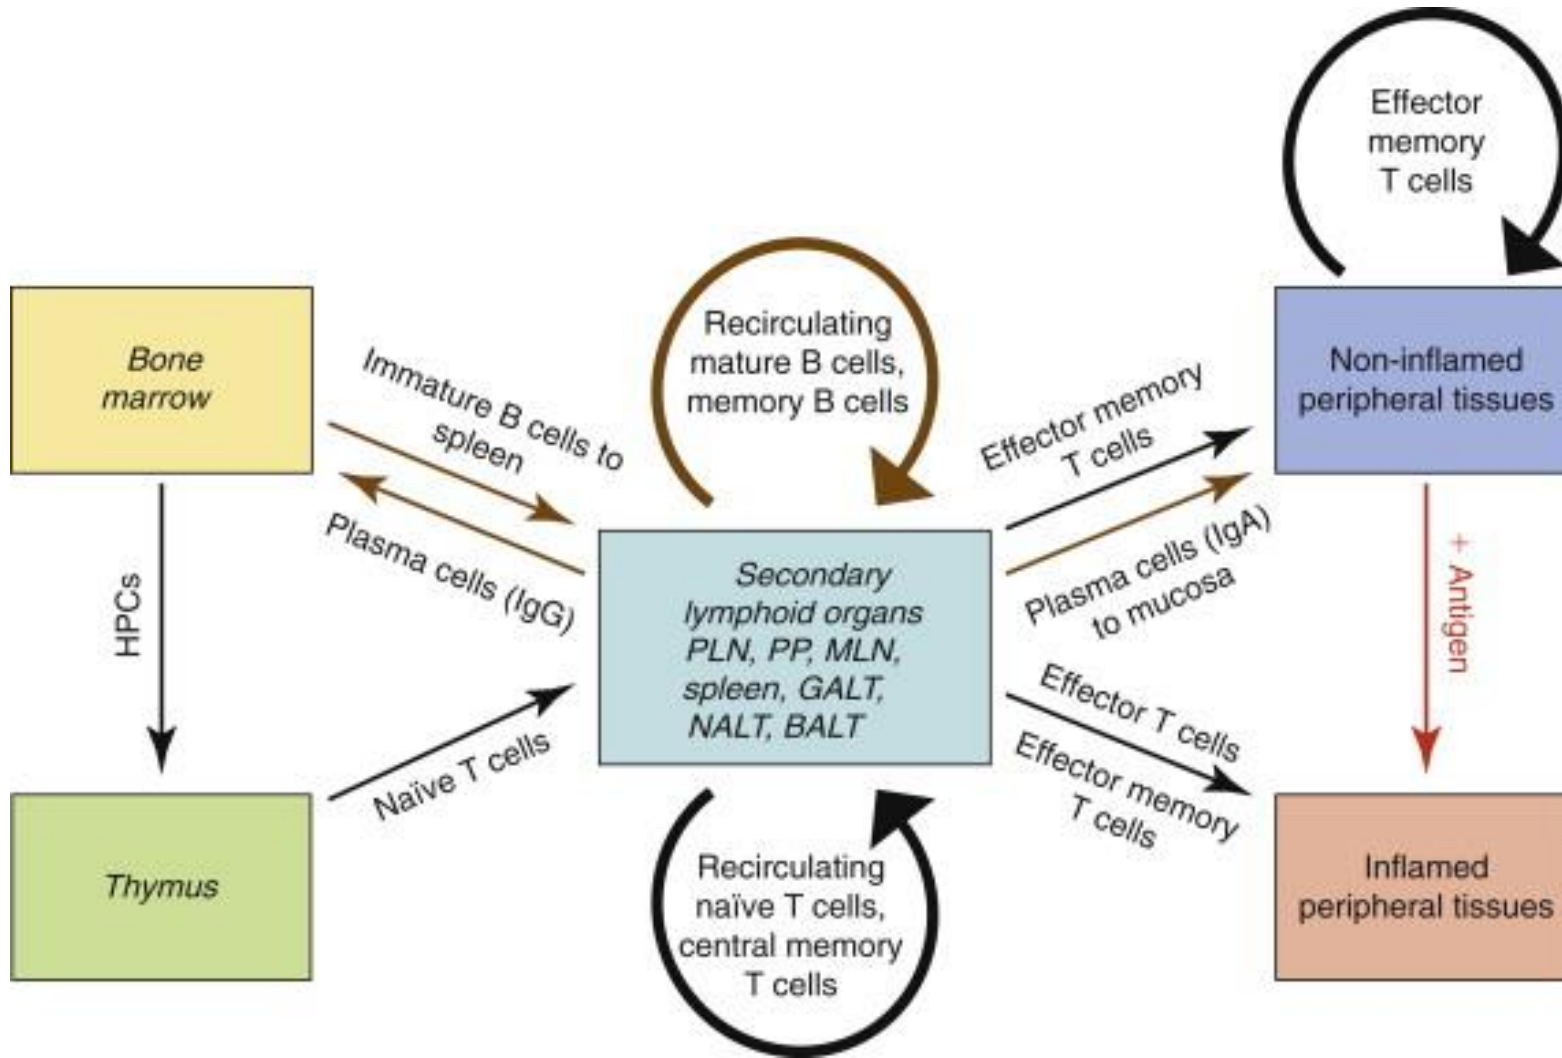 Effector
memory
T cells
Bone
marrow
Immature B cells to
spleen
Plasma cells (IgG)
Recirculating
mature B cells,
memory B cells
Effector memory
T cells
Plasma cells (IgA)
to mucosa
Non-inflamed
peripheral tissues
HPCs
Secondary
lymphoid organs
PLN, PP, MLN,
spleen, GALT,
NALT, BALT
+ Antigen
Thymus
Naïve T cells
Effector T cells
Effector memory
T cells
Recirculating
naïve T cells,
central memory
T cells
Inflamed
peripheral tissues